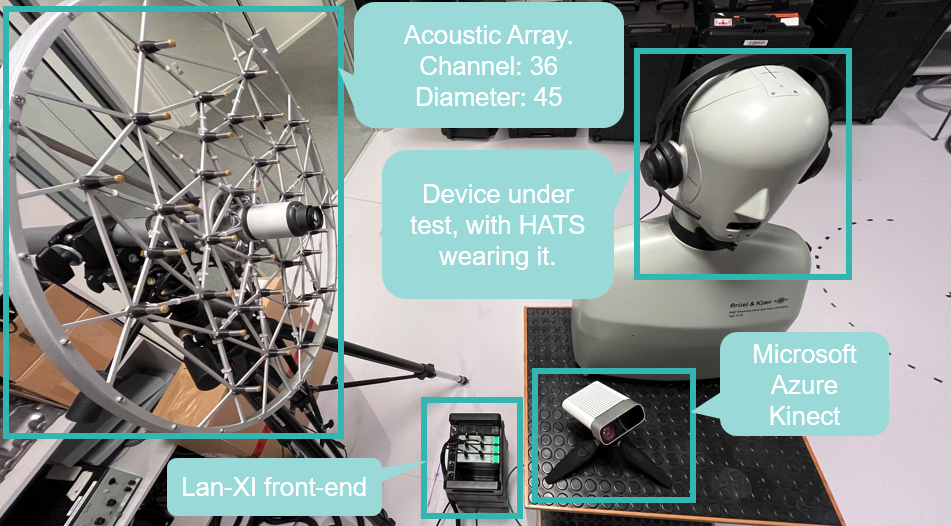 Acoustic Array.
Channel: 36
Diameter: 45
Device under
test, with HATS
wearing it.
Brüel & Kjær
Microsoft
Azure
Kinect
Lan-XI front-end